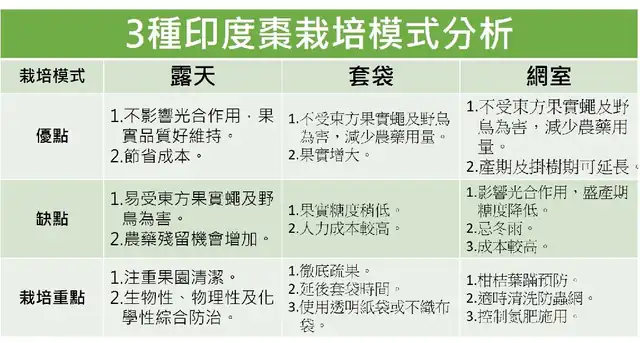 3種印度棗栽培模式分析
栽培模式
露天
套袋
網室
優點
1.不影響光合作用，果
實品質好維持。
2.節省成本。
1.不受東方果實蠅及野鳥
為害，減少農藥用量。
2.果實增大。
1.不受東方果實蠅及野
鳥為害，減少農藥用
量。
2.產期及掛樹期可延長。
缺點
1.易受東方果實蠅及野
鳥為害。
2.農藥殘留機會增加。
1.果實糖度稍低。
2.人力成本較高。
1.影響光合作用，盛產期
糖度降低。
2.忌冬雨。
3.成本較高。
栽培重點
1.注重果園清潔。
2.生物性、物理性及化
學性綜合防治。
1.徹底疏果。
2.延後套袋時間。
3.使用透明紙袋或不織布
袋。
1.柑桔葉蹣預防。
2.適時清洗防蟲網。
3.控制氮肥施用。